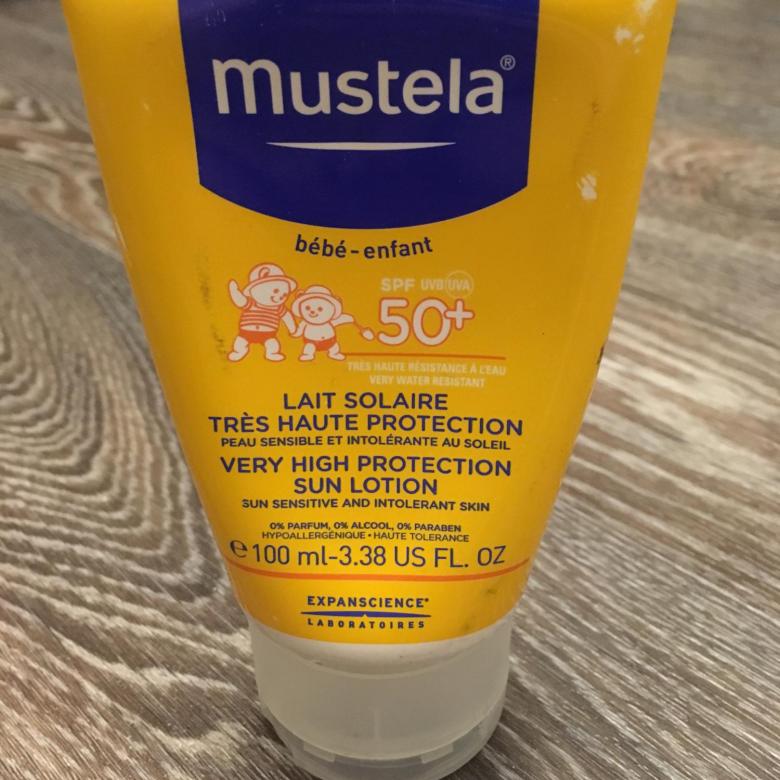 mustela®
bébé-enfant
SPF UVB UVA
50+
TRÈS HAUTE RÉSISTANCE À L'EAU
VERY WATER RESISTANT
LAIT SOLAIRE
TRÈS HAUTE PROTECTION
PEAU SENSIBLE ET INTOLÉRANTE AU SOLEIL
VERY HIGH PROTECTION
SUN LOTION
SUN SENSITIVE AND INTOLERANT SKIN
0% PARFUM, 0% ALCOOL, 0% PARABEN
HYPOALLERGÉNIQUE • HAUTE TOLERANCE
℮ 100 ml-3.38 US FL. OZ
EXPANSCIENCE®
LABORATOIRES